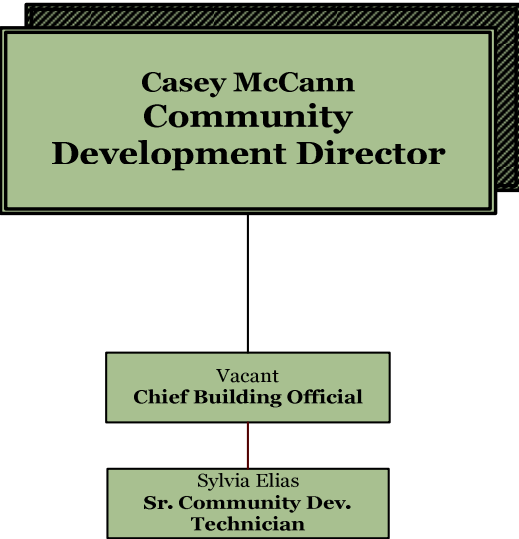 Casey McCann
Community
Development Director
Vacant
Chief Building Official
Sylvia Elias
Sr. Community Dev.
Technician